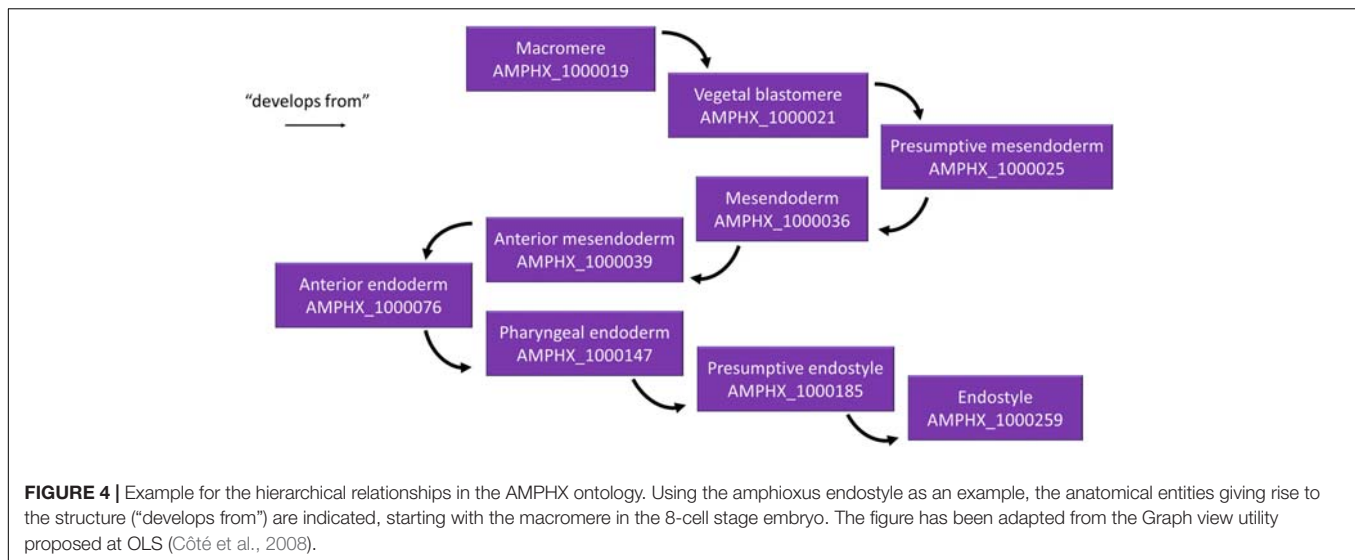 Macromere
AMPHX_1000019
"develops from"
Vegetal blastomere
AMPHX_1000021
Presumptive mesendoderm
AMPHX_1000025
Mesendoderm
AMPHX_1000036
Anterior mesendoderm
AMPHX_1000039
Anterior endoderm
AMPHX_1000076
Pharyngeal endoderm
AMPHX_1000147
Presumptive endostyle
AMPHX_1000185
Endostyle
AMPHX_1000259
FIGURE 4 | Example for the hierarchical relationships in the AMPHX ontology. Using the amphioxus endostyle as an example, the anatomical entities giving rise to
the structure ("develops from") are indicated, starting with the macromere in the 8-cell stage embryo. The figure has been adapted from the Graph view utility
proposed at OLS (Côté et al., 2008).